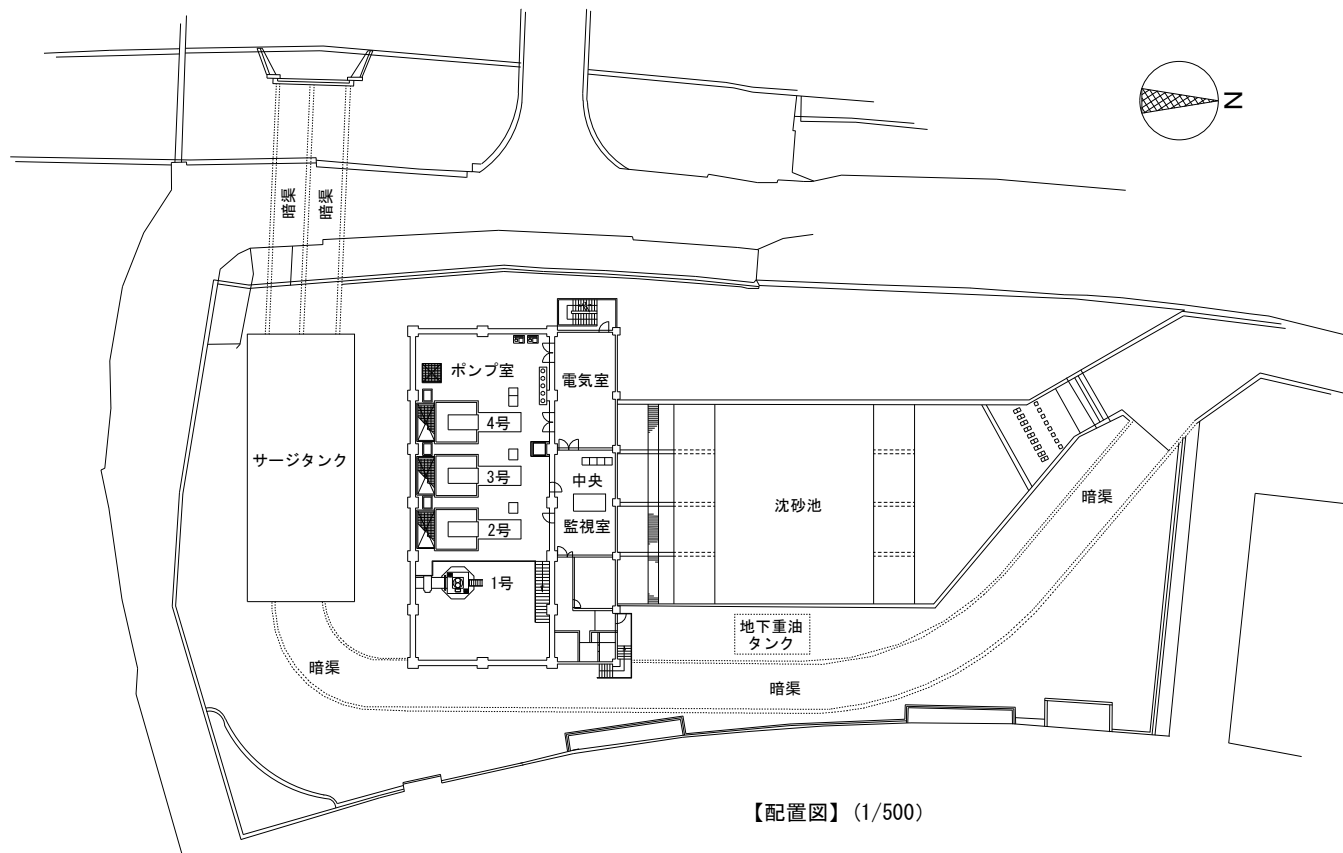 N
暗渠
暗渠
ポンプ室
電気室
4号
サージタンク
3号
中央
監視室
2号
沈砂池
暗渠
1号
地下重油
タンク
暗渠
暗渠
【配置図】(1/500)